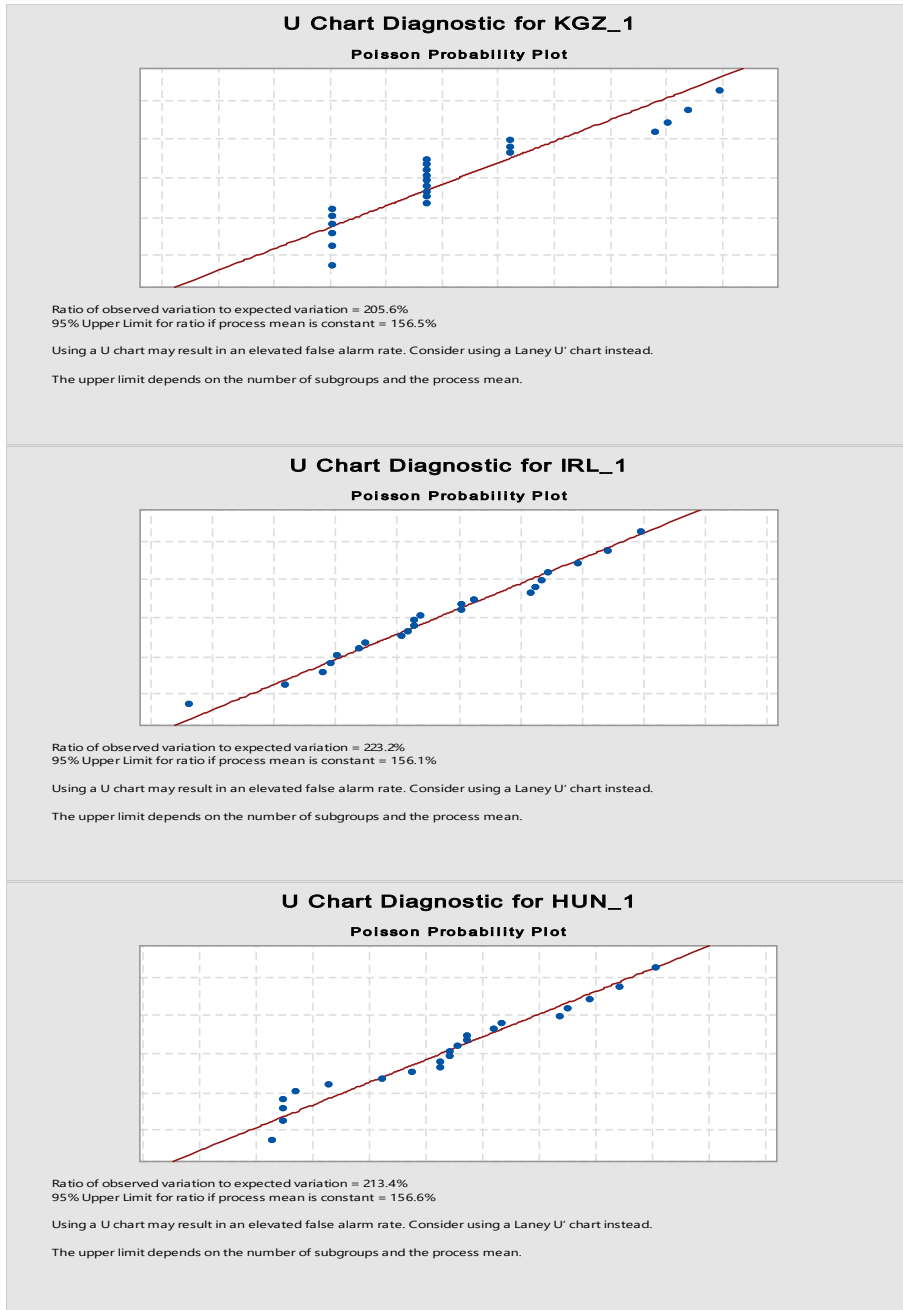 U Chart Diagnostic for KGZ_1
Poisson Probability Plot
Ratio of observed variation to expected variation = 205.6%
95% Upper Limit for ratio if process mean is constant = 156.5%
Using a U chart may result in an elevated false alarm rate. Consider using a Laney U’ chart instead.
The upper limit depends on the number of subgroups and the process mean.
U Chart Diagnostic for IRL_1
Poisson Probability Plot
Ratio of observed variation to expected variation = 223.2%
95% Upper Limit for ratio if process mean is constant = 156.1%
Using a U chart may result in an elevated false alarm rate. Consider using a Laney U’ chart instead.
The upper limit depends on the number of subgroups and the process mean.
U Chart Diagnostic for HUN_1
Poisson Probability Plot
Ratio of observed variation to expected variation = 213.4%
95% Upper Limit for ratio if process mean is constant = 156.6%
Using a U chart may result in an elevated false alarm rate. Consider using a Laney U’ chart instead.
The upper limit depends on the number of subgroups and the process mean.